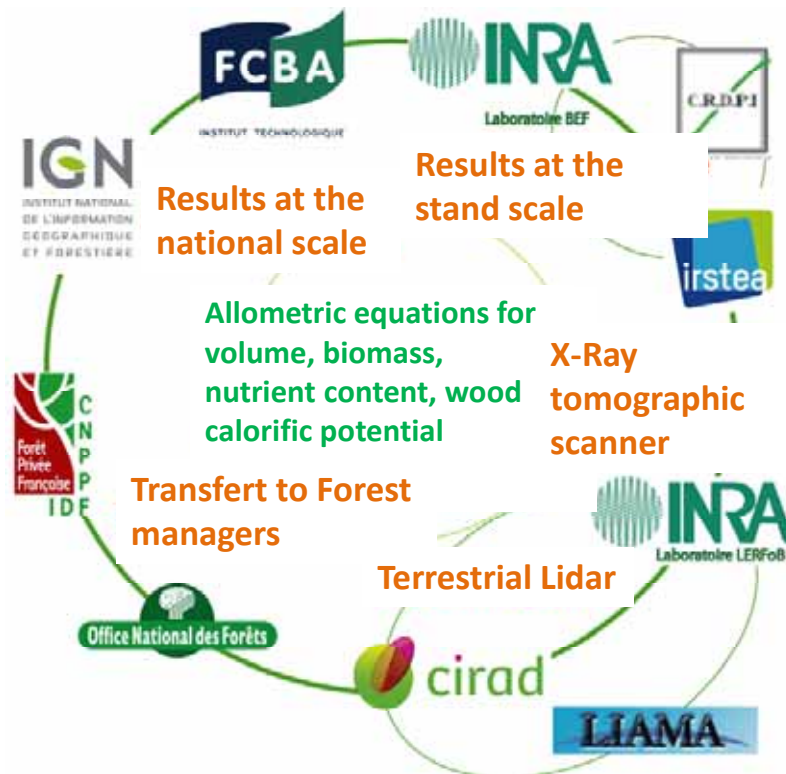 FCBA
INSTITUT TECHNOLOGIQUE
INRA
Laboratoire BEF
C.R.D.P.I
IGN
INSTITUT NATIONAL
DE L'INFORMATION
GÉOGRAPHIQUE
ET FORESTIÈRE
Results at the
national scale
Results at the
stand scale
irstea
Allometric equations for
volume, biomass,
nutrient content, wood
calorific potential
X-Ray
tomographic
scanner
Forêt
Privée
Française
CNPPF
IDF
Transfert to Forest
managers
INRA
Laboratoire LERFoB
Terrestrial Lidar
Office National des Forêts
cirad
LIAMA